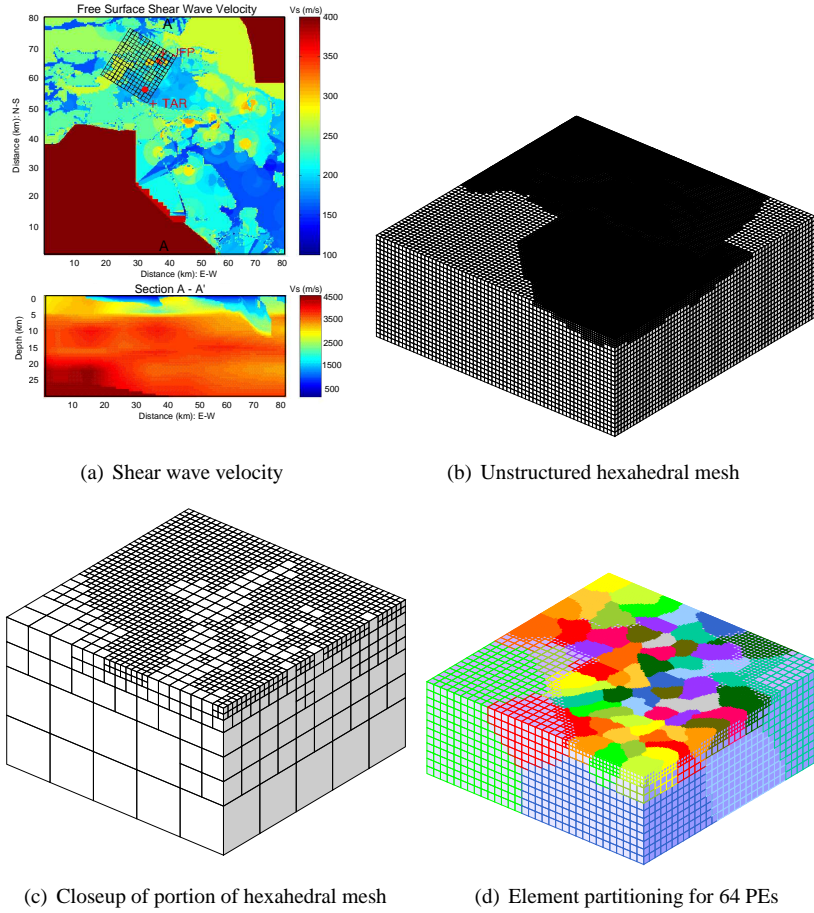 Free Surface Shear Wave Velocity
Vs (m/s)
80
70
60
50
40
30
20
10
Distance (km): N-S
A'
JFP
+ TAR
A
400
350
300
250
200
150
100
10 20 30 40 50 60 70 80
Distance (km): E-W
Section A - A'
Vs (m/s)
0
5
10
15
20
25
Depth(km)
4500
3500
2500
1500
500
10 20 30 40 50 60 70 80
Distance (km): E-W
(a) Shear wave velocity
(b) Unstructured hexahedral mesh
(c) Closeup of portion of hexahedral mesh
(d) Element partitioning for 64 PEs